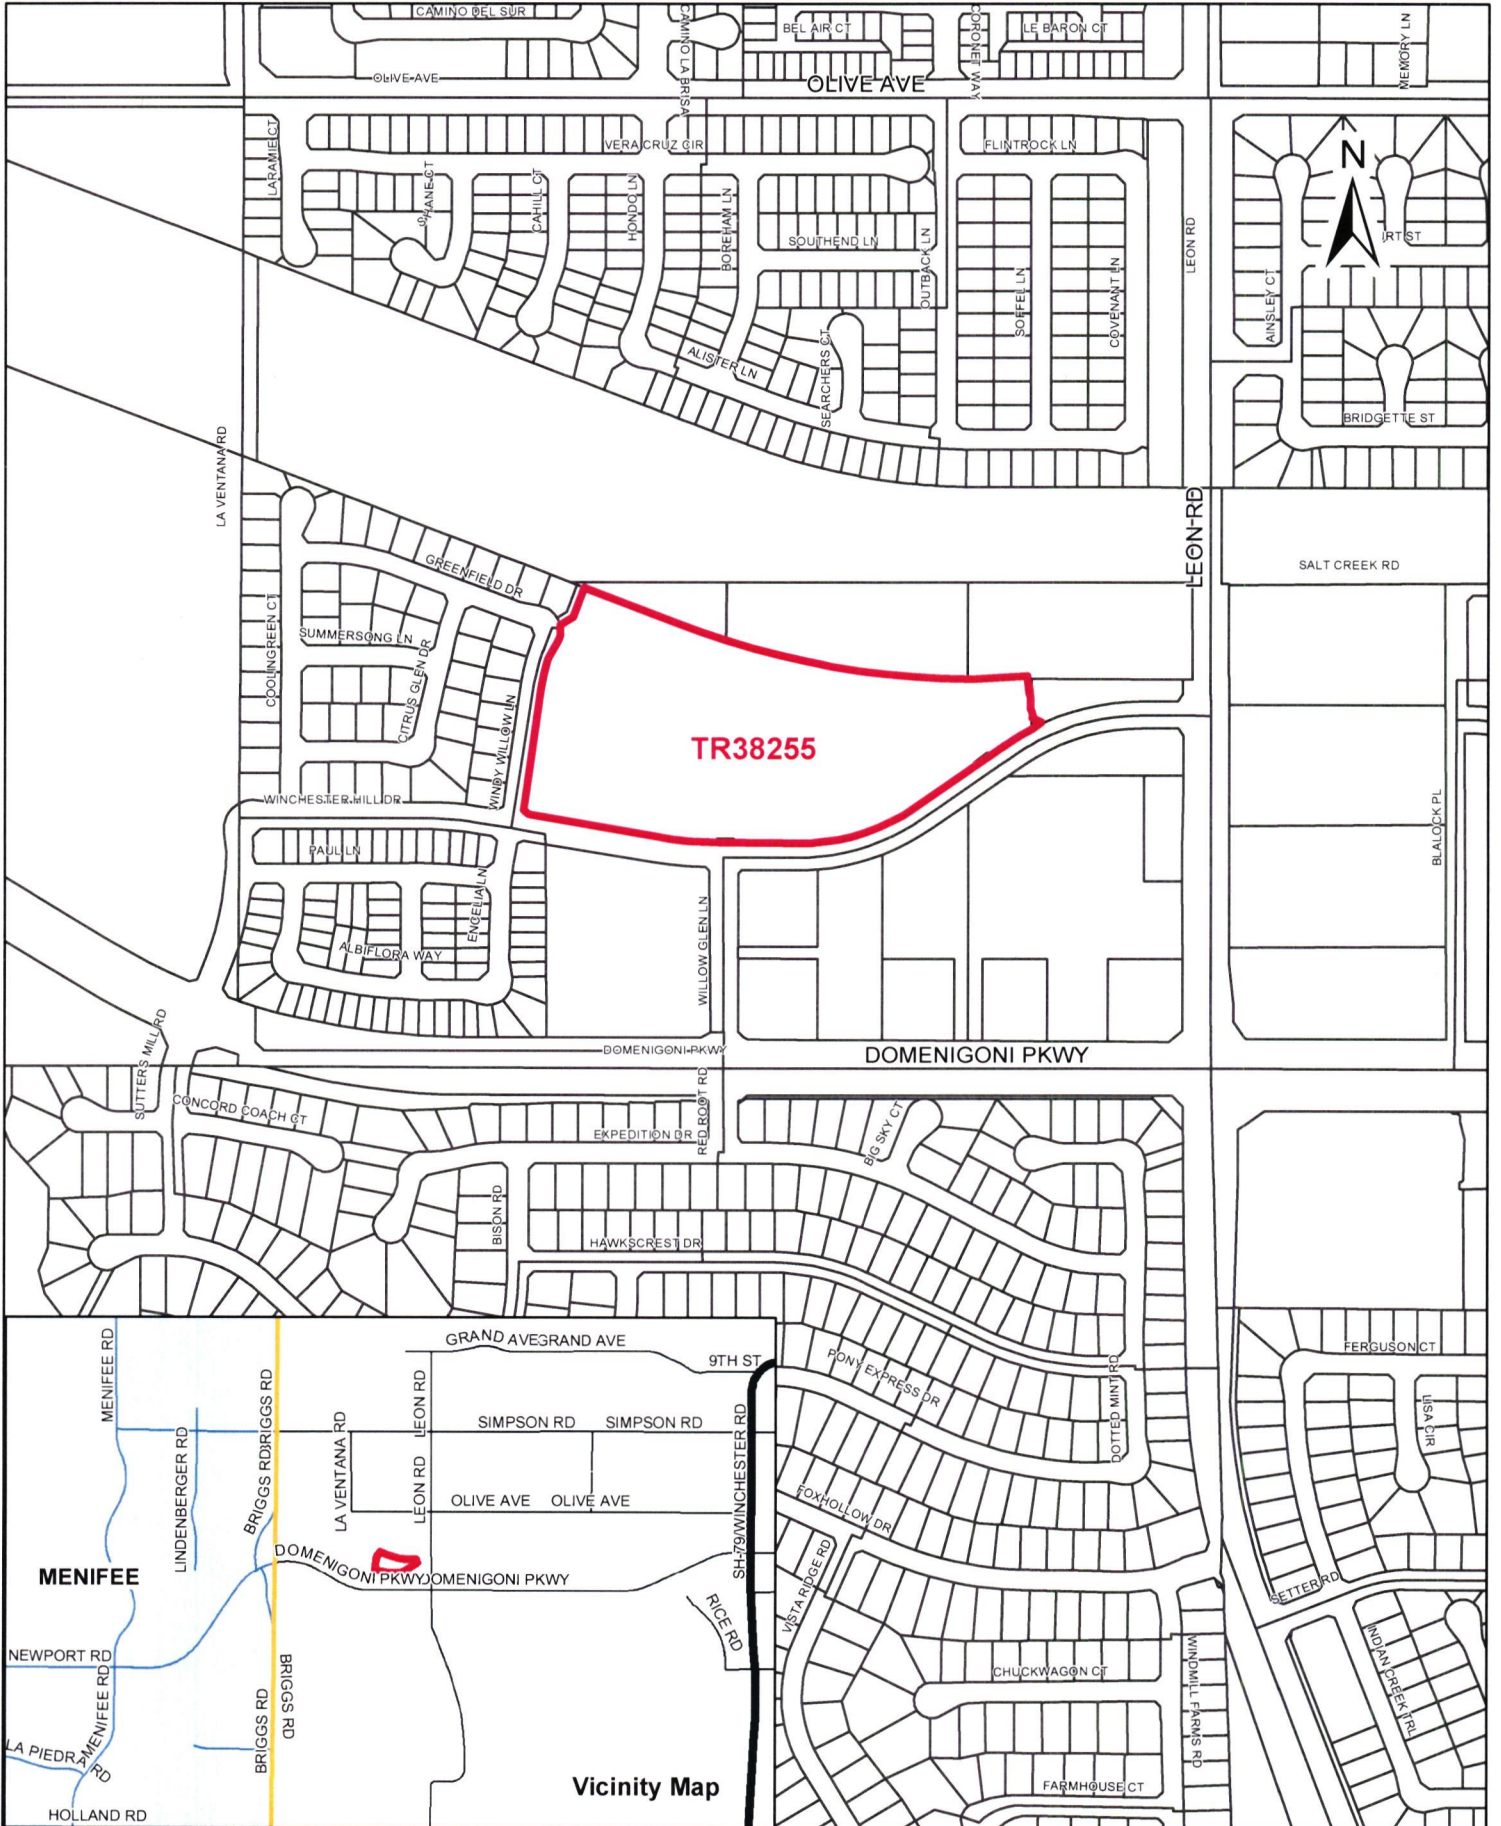 CAMINO DEL SUR
CAMINO LA BRISA
BEL AIR CT
CORONET WAY
LE BARON CT
MEMORY LN
OLIVE AVE
OLIVE AVE
LARAMIE CT
VERA CRUZ CIR
FLINTROCK LN
N
SHANE CT
CAHILL CT
HONDO LN
BOREHAM LN
SOUTHEND LN
OUTBACK LN
SOFFEL LN
COVENANT LN
LEON RD
AINSLEY CT
RT ST
ALISTER LN
SEARCHERS CT
BRIDGETTE ST
LA VENTANA RD
LEON RD
SALT CREEK RD
GREENFIELD DR
COOLINGREEN CT
SUMMERSONG LN
CITRUS GLEN DR
WINDY WILLOW LN
TR38255
WINCHESTER HILL DR
BLALOCK PL
PAUL LN
ENCELIA LN
ALBIFLORA WAY
WILLOW GLEN LN
SUTTERS MILL RD
DOMENIGONI PKWY
DOMENIGONI PKWY
CONCORD COACH CT
RED ROOT RD
EXPEDITION DR
BIG SKY CT
BISON RD
HAWKSCREST DR
PONY EXPRESS DR
DOTTED MINT RD
FERGUSON CT
LISA CIR
FOXHOLLOW DR
VISTA RIDGE RD
SETTER RD
CHUCKWAGON CT
WINDMILL FARMS RD
INDIAN CREEK TRL
FARMHOUSE CT
MENIFEE RD
GRAND AVE
GRAND AVE
9TH ST
BRIGGS RD
LEON RD
LINDENBERGER RD
LA VENTANA RD
SIMPSON RD
SIMPSON RD
BRIGGS RD
BRIGGS RD
LEON RD
OLIVE AVE
OLIVE AVE
SH-79/WINCHESTER RD
MENIFEE
DOMENIGONI PKWY
DOMENIGONI PKWY
RICE RD
NEWPORT RD
MENIFEE RD
BRIGGS RD
BRIGGS RD
LA PIEDRA RD
Vicinity Map
HOLLAND RD